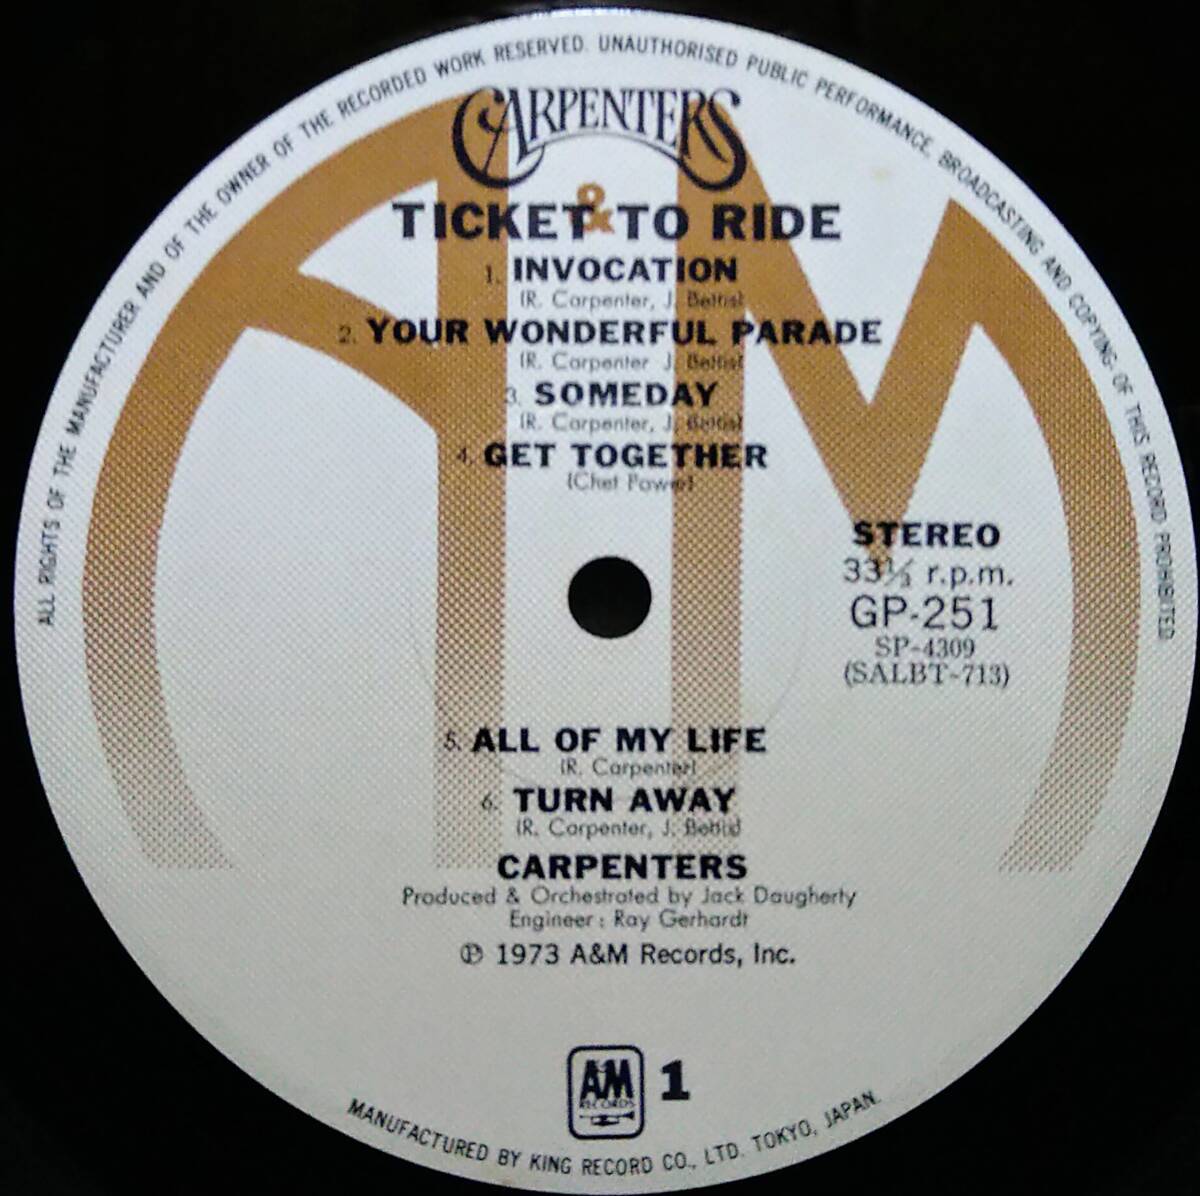 ALL RIGHTS OF THE MANUFACTURER AND OF THE OWNER OF THE RECORDED WORK RESERVED. UNAUTHORISED PUBLIC PERFORMANCE, BROADCASTING AND COPYING OF THIS RECORD PROHIBITED
CARPENTERS
&
TICKET TO RIDE
1. INVOCATION
(R. Carpenter, J. Bettis)
2. YOUR WONDERFUL PARADE
(R. Carpenter J. Bettis)
3. SOMEDAY
(R. Carpenter, J. Bettis)
4. GET TOGETHER
(Chet Power)
STEREO
33⅓ r.p.m.
GP-251
SP-4309
(SALBT-713)
5. ALL OF MY LIFE
(R. Carpenter)
6. TURN AWAY
(R. Carpenter, J. Bettis)
CARPENTERS
Produced & Orchestrated by Jack Daugherty
Engineer : Ray Gerhardt
℗ 1973 A&M Records, Inc.
A&M RECORDS
1
MANUFACTURED BY KING RECORD CO., LTD. TOKYO, JAPAN.